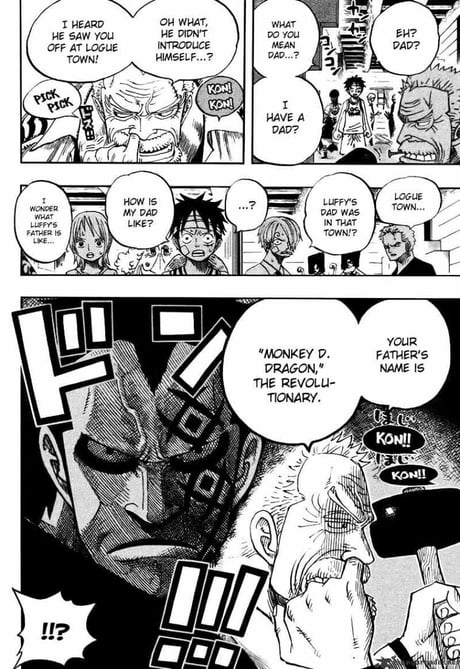 EH?
DAD?
WHAT
DO YOU
MEAN
DAD...?
I
HAVE A
DAD?
OH WHAT,
HE DIDN'T
INTRODUCE
HIMSELF...?
I HEARD
HE SAW YOU
OFF AT LOGUE
TOWN!
KON!
KON!
PICK
PICK
LOGUE
TOWN...
LUFFY'S
DAD WAS
IN THAT
TOWN!?
...?
HOW IS
MY DAD
LIKE?
I
WONDER
WHAT
LUFFY'S
FATHER IS
LIKE...
YOUR
FATHER'S
NAME IS
"MONKEY D.
DRAGON,"
THE REVOLU-
TIONARY.
KON!!
KON!!
ドン
!!!
!!?